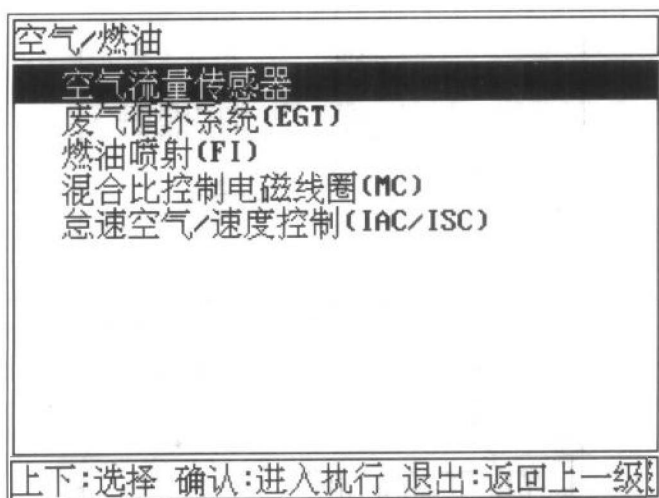 空气/燃油
空气流量传感器
废气循环系统(EGT)
燃油喷射(FI)
混合比控制电磁线圈(MC)
怠速空气/速度控制(IAC/ISC)
上下:选择 确认:进入执行 退出:返回上一级